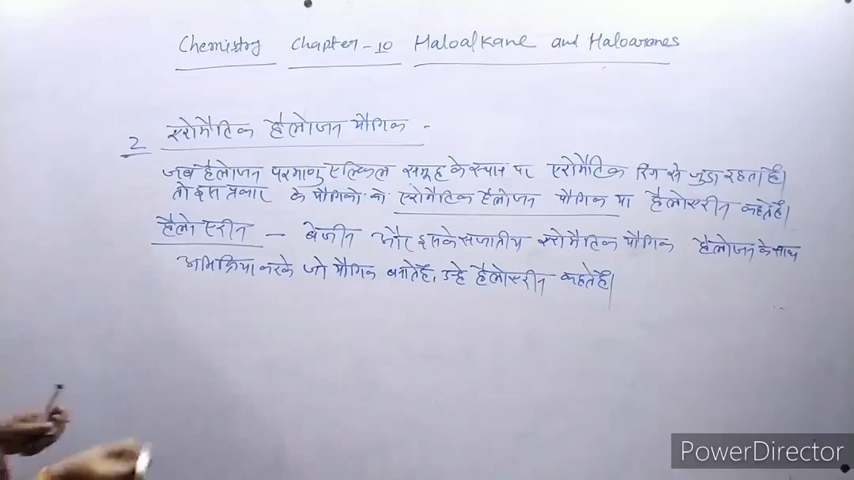 Chemistry Chapter-10 Haloalkane and Haloarenes
2 एरोमैटिक हैलोजन यौगिक -
जब हैलोजन परमाणु एल्किल समूह के स्थान पर एरोमैटिक रिंग से जुडा रहता है।
तो इस प्रकार के यौगिको को एरोमैटिक हैलोजन यौगिक या हैलोएरीन कहते है।
हैलो एरीन - बेंजीन और इसके सजातीय एरोमैटिक यौगिक हैलोजन के साथ
अभिक्रिया करके जो यौगिक बनाते है, उन्हे हैलोएरीन कहते है।
PowerDirector